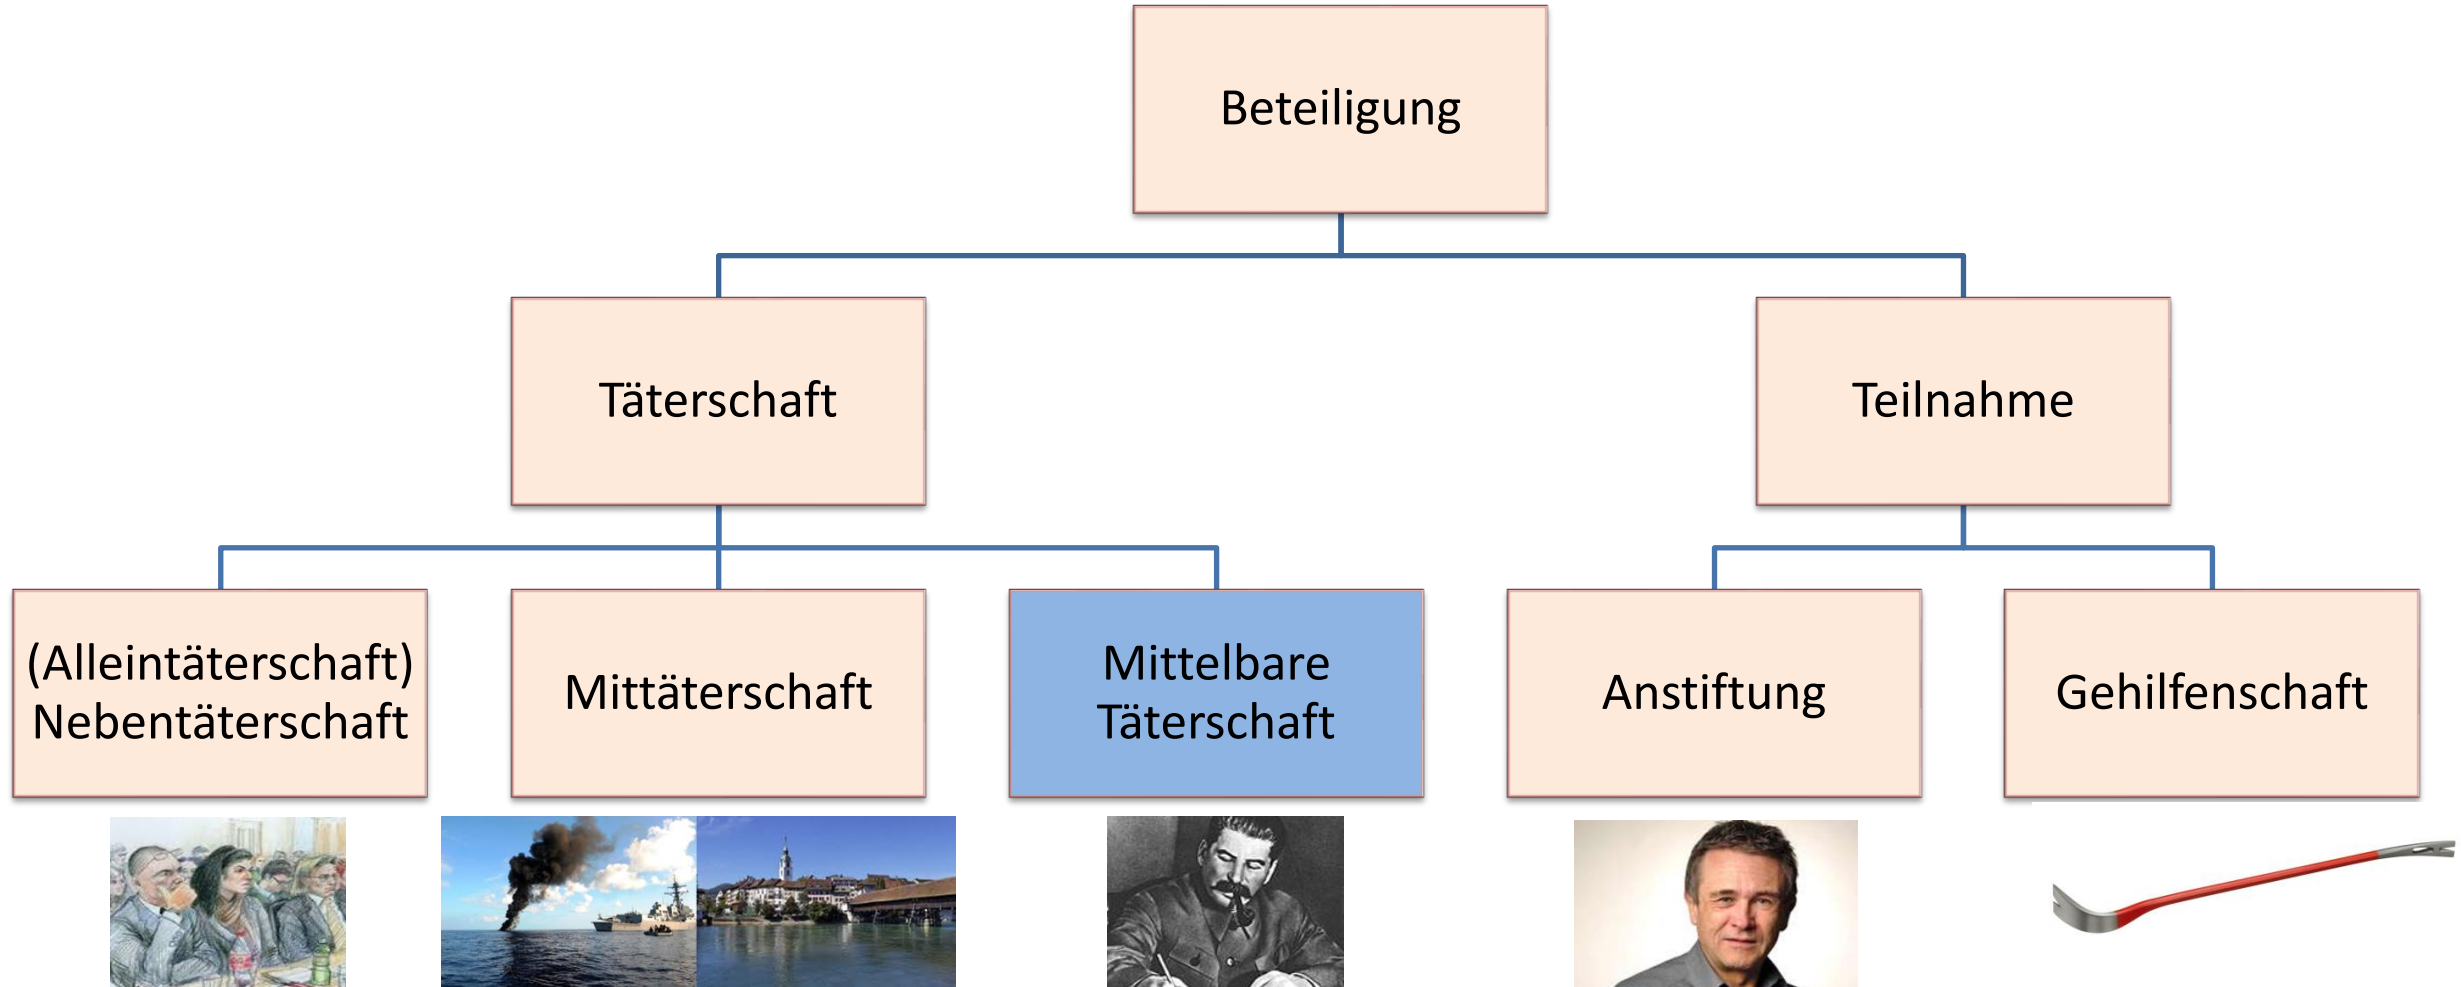 Beteiligung
Täterschaft
Teilnahme
(Alleintäterschaft)
Nebentäterschaft
Mittäterschaft
Mittelbare
Täterschaft
Anstiftung
Gehilfenschaft